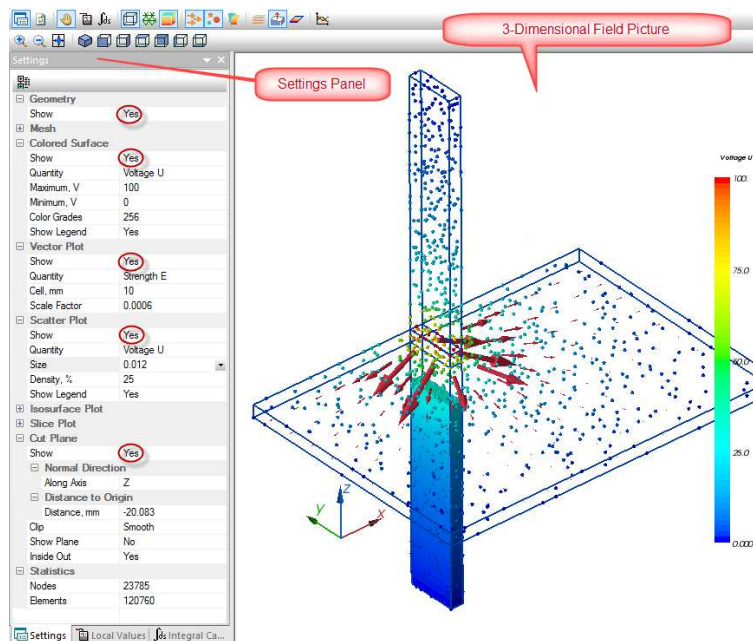 3-Dimensional Field Picture
Settings
Settings Panel
Geometry
Show Yes
Mesh
Colored Surface
Show Yes
Quantity Voltage U
Maximum, V 100
Minimum, V 0
Color Grades 256
Show Legend Yes
Vector Plot
Show Yes
Quantity Strength E
Cell, mm 10
Scale Factor 0.0006
Scatter Plot
Show Yes
Quantity Voltage U
Size 0.012
Density, % 25
Show Legend Yes
Isosurface Plot
Slice Plot
Cut Plane
Show Yes
Normal Direction
Along Axis Z
Distance to Origin
Distance, mm -20.083
Clip Smooth
Show Plane No
Inside Out Yes
Statistics
Nodes 23785
Elements 120760
Settings Local Values Integral Ca...
Voltage U
100.
75.0
50.0
25.0
0.000
z
y
x